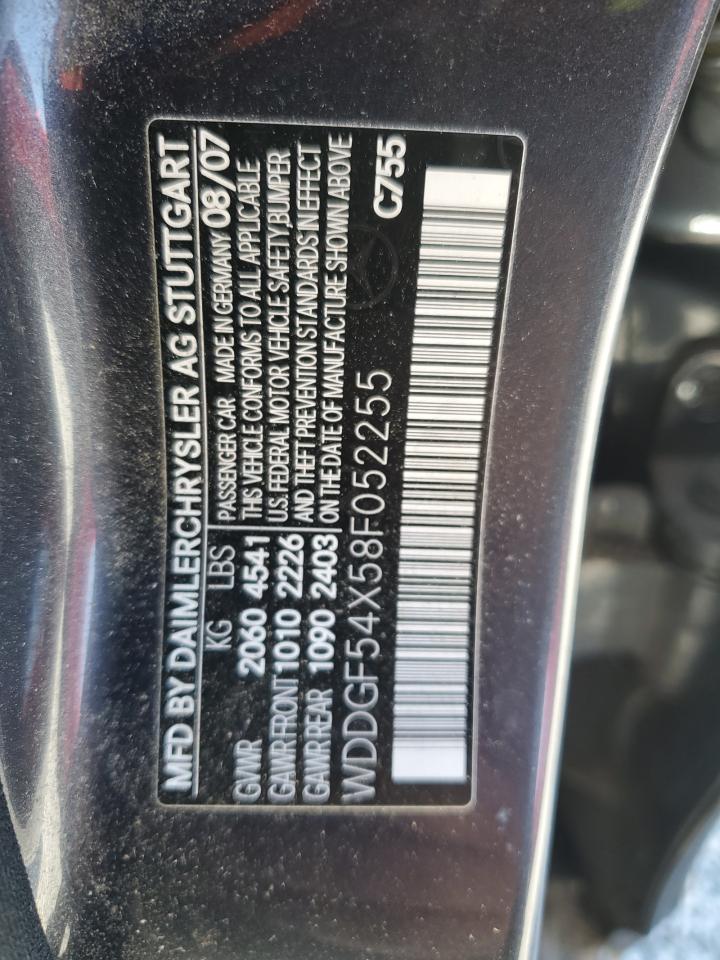 MFD BY DAIMLERCHRYSLER AG STUTTGART
KG LBS PASSENGER CAR MADE IN GERMANY 08/07
GVWR 2060 4541 THIS VEHICLE CONFORMS TO ALL APPLICABLE
GAWR FRONT 1010 2226 U.S. FEDERAL MOTOR VEHICLE SAFETY, BUMPER
GAWR REAR 1090 2403 AND THEFT PREVENTION STANDARDS IN EFFECT
ON THE DATE OF MANUFACTURE SHOWN ABOVE
WDDGF54X58F052255
C755